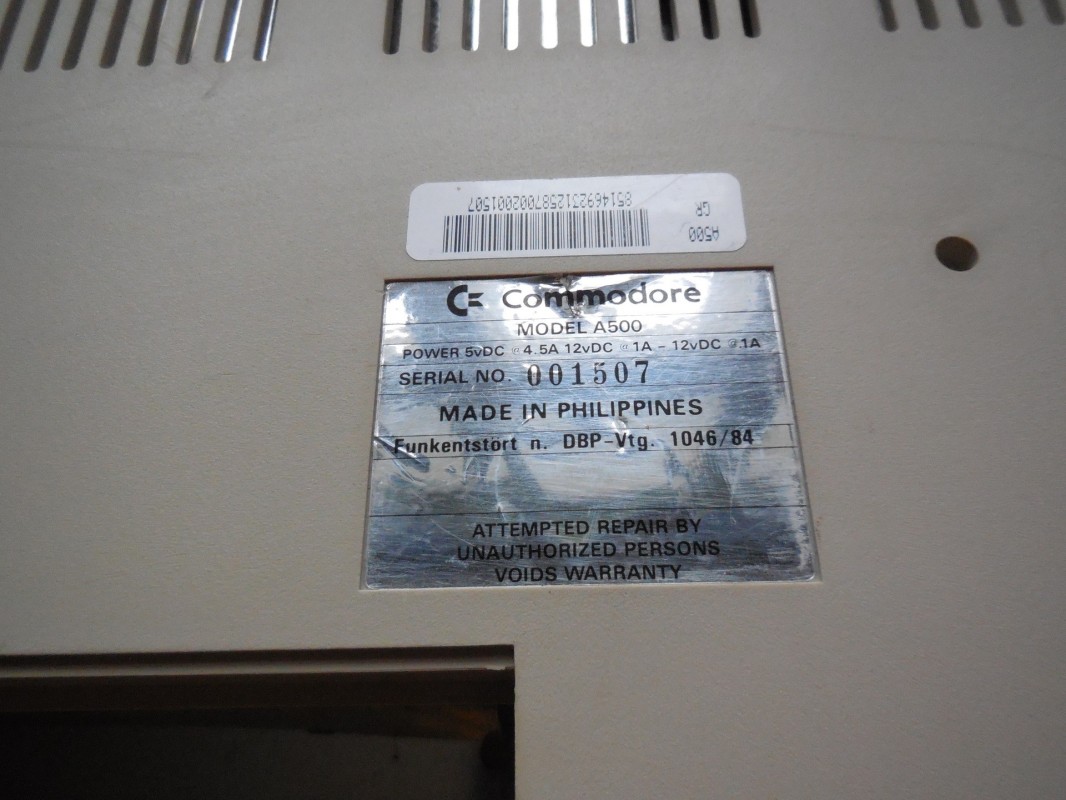 85146923125870020001507
A500
GR
Commodore
MODEL A500
POWER 5vDC @ 4.5A 12vDC @ 1A - 12vDC @.1A
SERIAL NO. 001507
MADE IN PHILIPPINES
Funkentstört n. DBP-Vtg. 1046/84
ATTEMPTED REPAIR BY
UNAUTHORIZED PERSONS
VOIDS WARRANTY